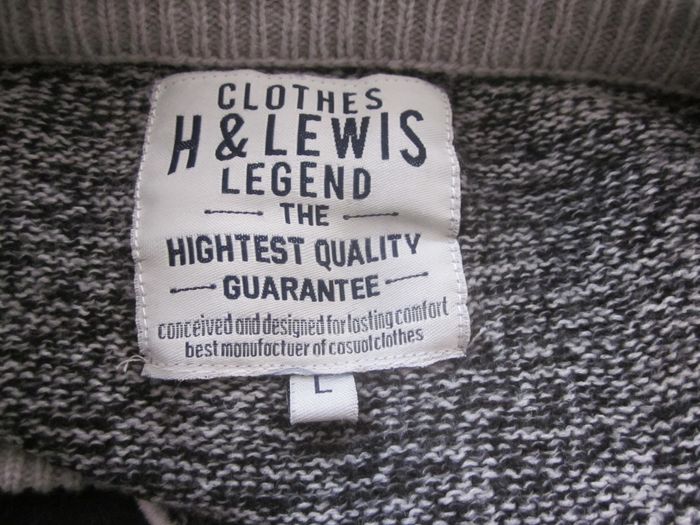 CLOTHES
H & LEWIS
LEGEND
THE
HIGHTEST QUALITY
GUARANTEE
conceived and designed for lasting comfort
best manufactuer of casual clothes
L